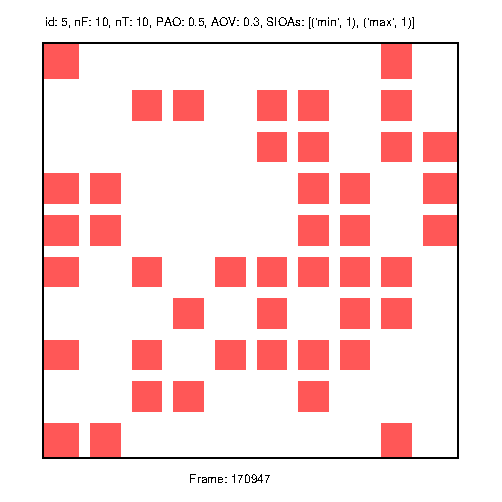 id: 5, nF: 10, nT: 10, PAO: 0.5, AOV: 0.3, SIOAs: [('min', 1), ('max', 1)]
Frame: 170947